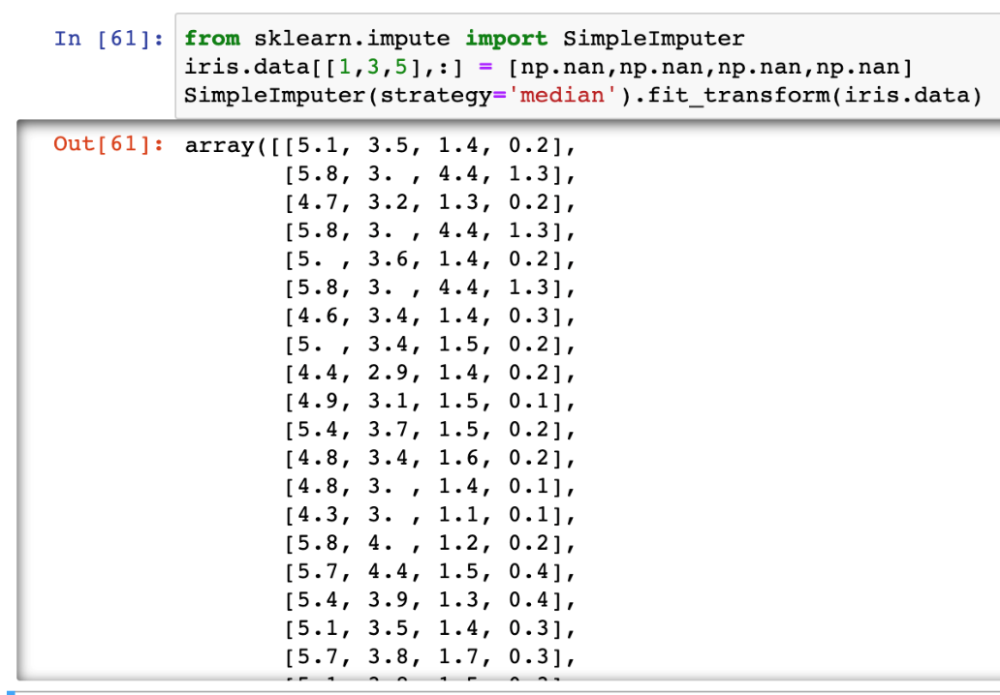 In [61]: from sklearn.impute import SimpleImputer
iris.data[[1,3,5],:] = [np.nan,np.nan,np.nan,np.nan]
SimpleImputer(strategy='median').fit_transform(iris.data)
Out[61]: array([[5.1, 3.5, 1.4, 0.2],
[5.8, 3. , 4.4, 1.3],
[4.7, 3.2, 1.3, 0.2],
[5.8, 3. , 4.4, 1.3],
[5. , 3.6, 1.4, 0.2],
[5.8, 3. , 4.4, 1.3],
[4.6, 3.4, 1.4, 0.3],
[5. , 3.4, 1.5, 0.2],
[4.4, 2.9, 1.4, 0.2],
[4.9, 3.1, 1.5, 0.1],
[5.4, 3.7, 1.5, 0.2],
[4.8, 3.4, 1.6, 0.2],
[4.8, 3. , 1.4, 0.1],
[4.3, 3. , 1.1, 0.1],
[5.8, 4. , 1.2, 0.2],
[5.7, 4.4, 1.5, 0.4],
[5.4, 3.9, 1.3, 0.4],
[5.1, 3.5, 1.4, 0.3],
[5.7, 3.8, 1.7, 0.3],